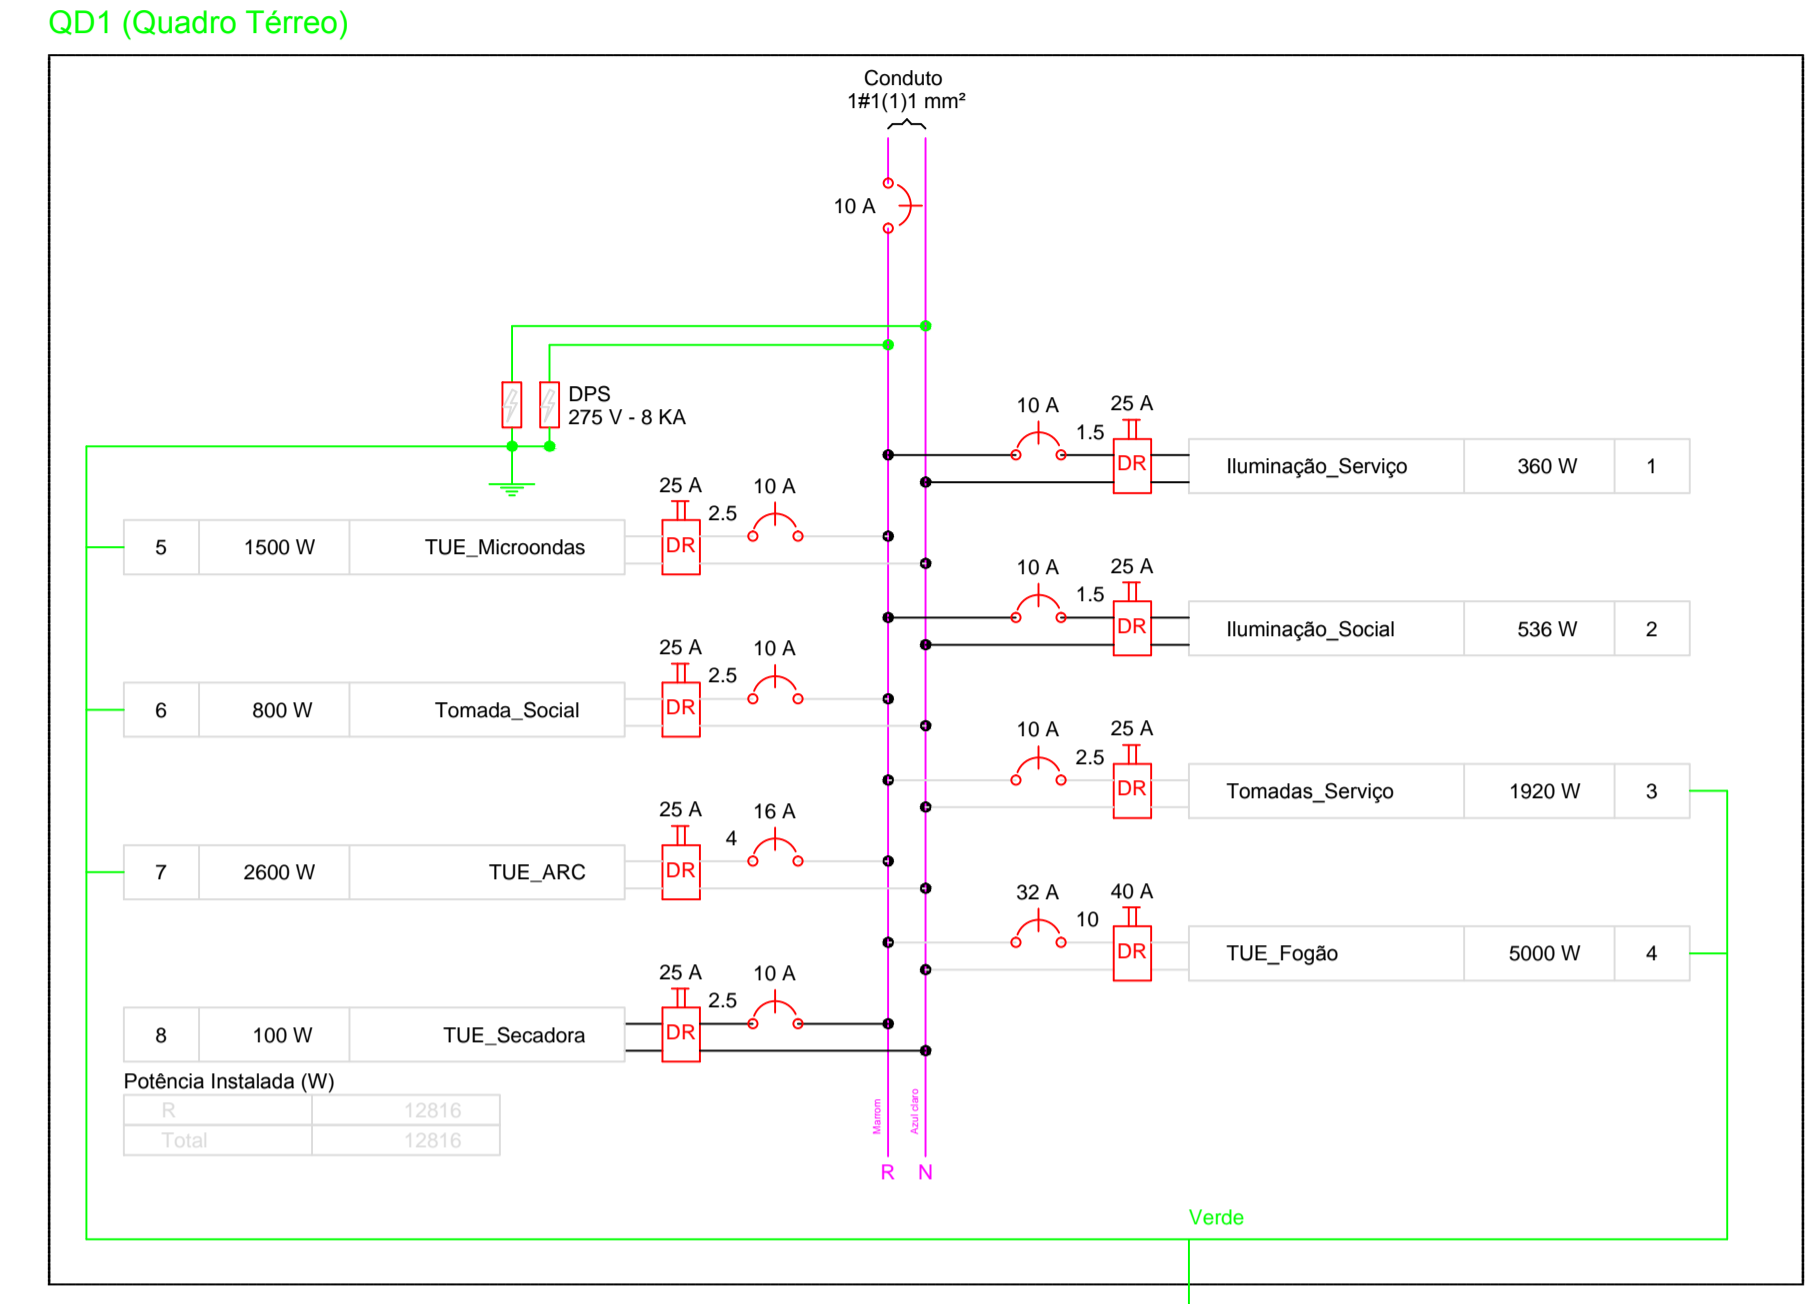 QD1 (Quadro Térreo)
Conduto
1#1(1)1 mm²
10 A
DPS
275 V - 8 KA
10 A
25 A
1.5
DR
Iluminação_Serviço
360 W
1
25 A
10 A
2.5
5
1500 W
TUE_Microondas
DR
10 A
25 A
1.5
DR
Iluminação_Social
536 W
2
25 A
10 A
2.5
6
800 W
Tomada_Social
DR
10 A
25 A
2.5
DR
Tomadas_Serviço
1920 W
3
25 A
16 A
4
7
2600 W
TUE_ARC
DR
32 A
40 A
10
DR
TUE_Fogão
5000 W
4
25 A
10 A
2.5
8
100 W
TUE_Secadora
DR
Potência Instalada (W)
R 12816
Total 12816
Marrom
Azul claro
R
N
Verde